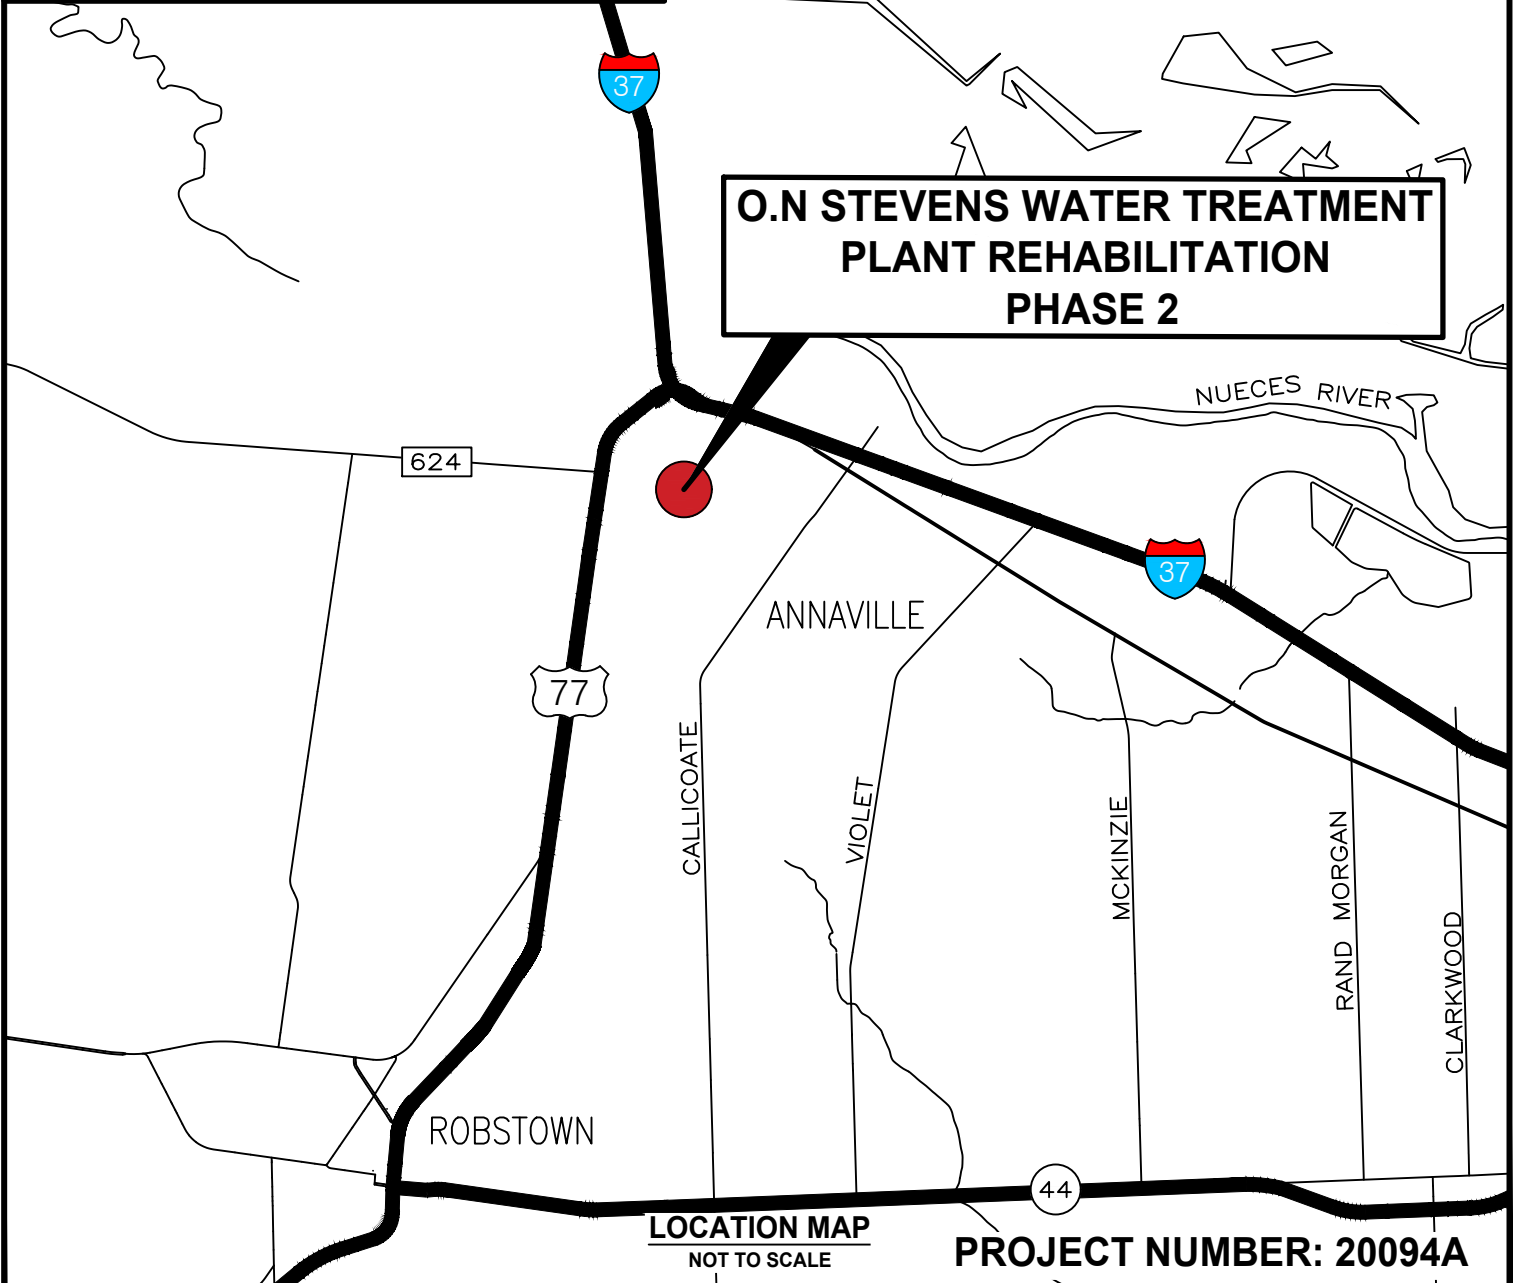 37
O.N STEVENS WATER TREATMENT
PLANT REHABILITATION
PHASE 2
NUECES RIVER
624
37
ANNAVILLE
77
CALLICOATE
VIOLET
MCKINZIE
RAND MORGAN
CLARKWOOD
ROBSTOWN
44
LOCATION MAP
NOT TO SCALE
PROJECT NUMBER: 20094A